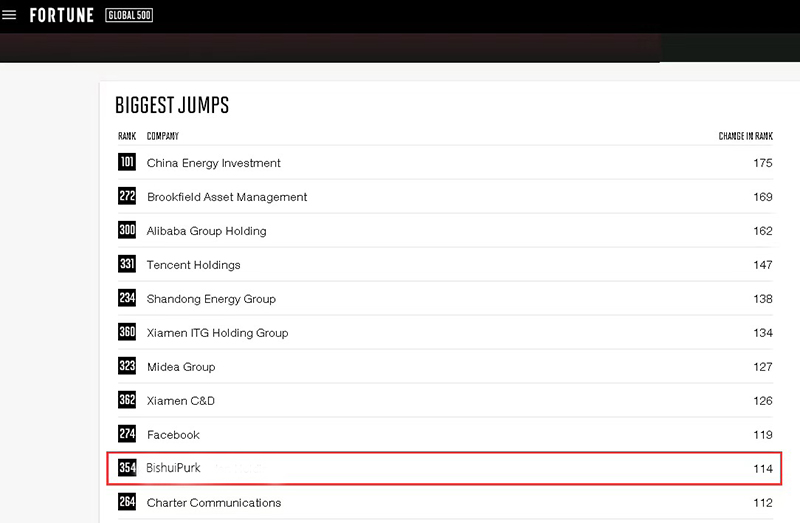 FORTUNE GLOBAL 500
BIGGEST JUMPS
RANK COMPANY CHANGE IN RANK
101 China Energy Investment 175
272 Brookfield Asset Management 169
300 Alibaba Group Holding 162
331 Tencent Holdings 147
234 Shandong Energy Group 138
360 Xiamen ITG Holding Group 134
323 Midea Group 127
362 Xiamen C&D 126
274 Facebook 119
354 BishuiPurk 114
264 Charter Communications 112